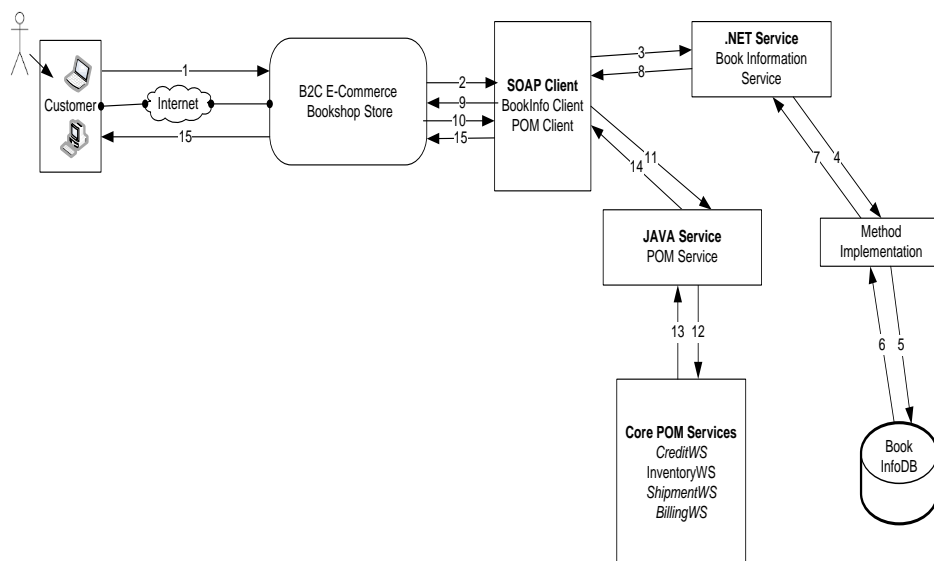 1
Customer
Internet
15
B2C E-Commerce
Bookshop Store
2
9
10
15
SOAP Client
BookInfo Client
POM Client
3
8
.NET Service
Book Information
Service
11
14
7
4
JAVA Service
POM Service
Method
Implementation
13
12
6
5
Core POM Services
CreditWS
InventoryWS
ShipmentWS
BillingWS
Book
InfoDB